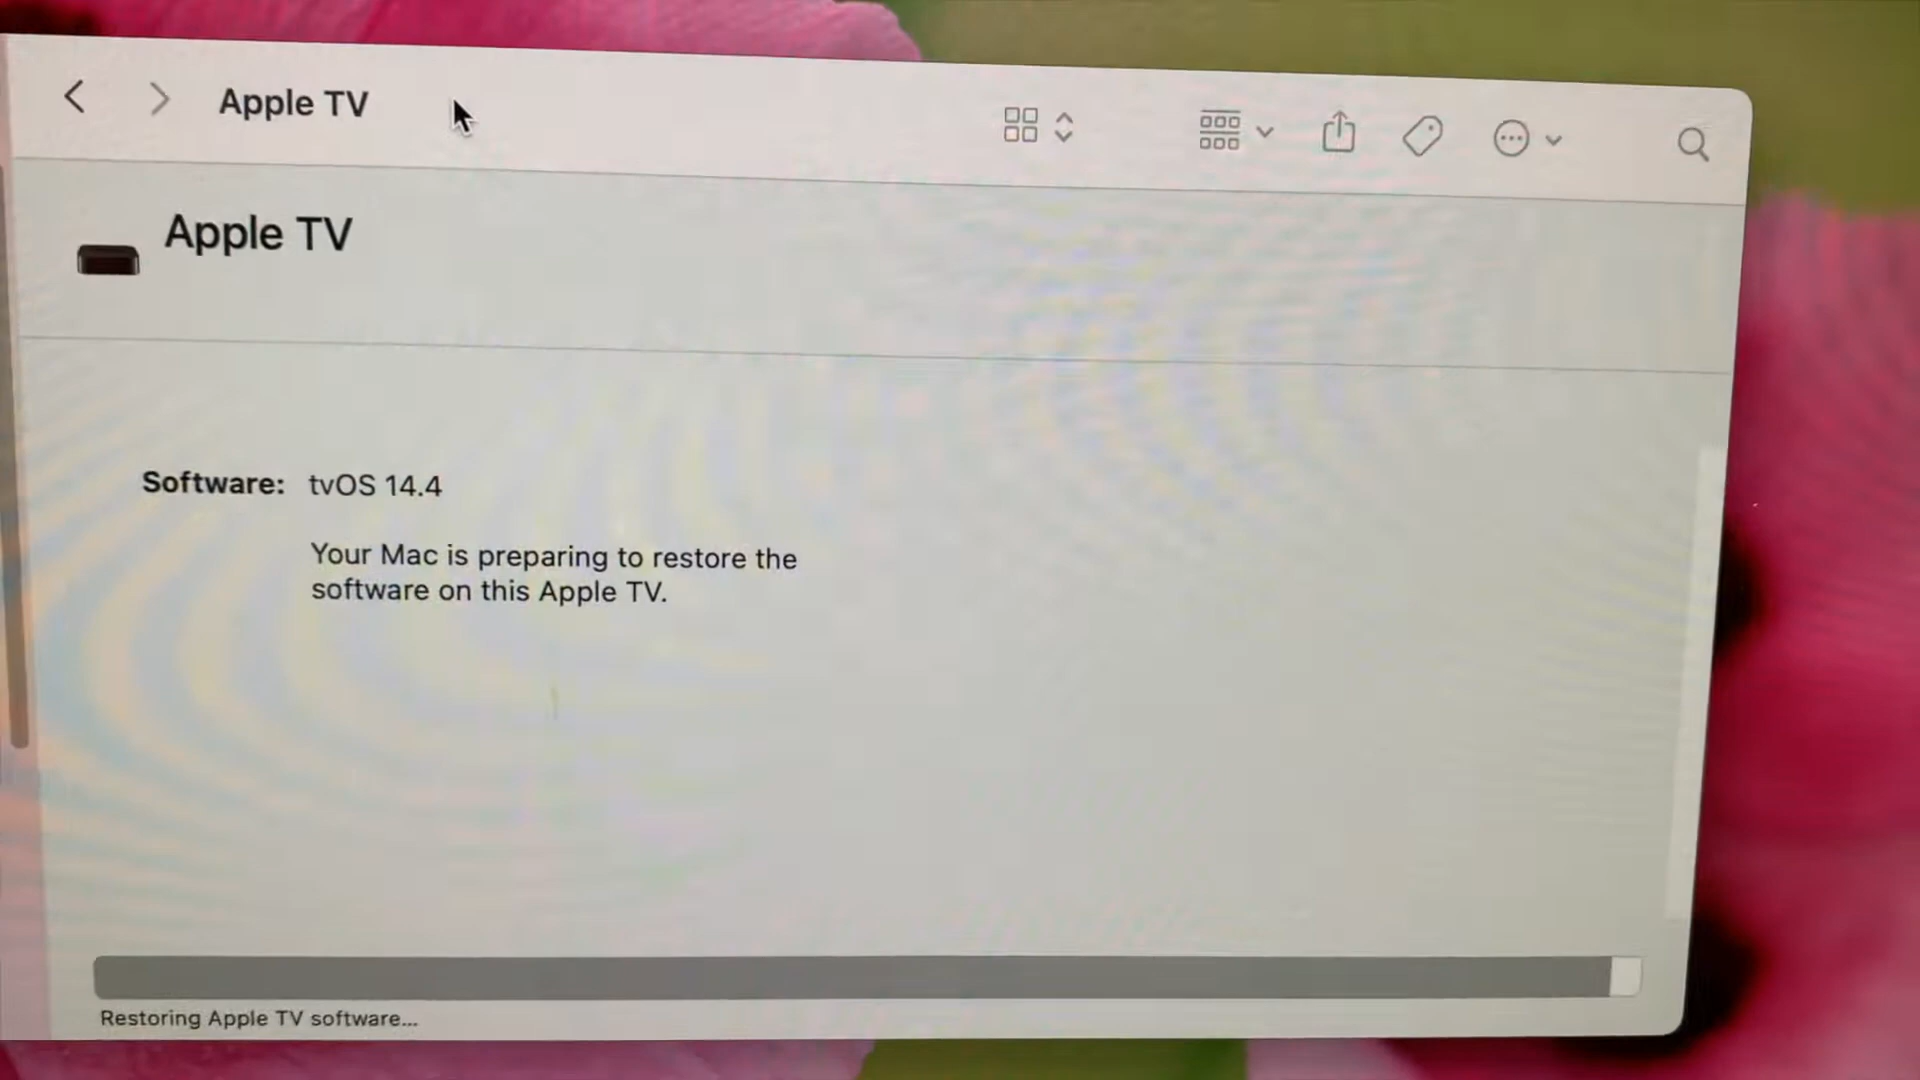 Apple TV
Apple TV
Software: tvOS 14.4
Your Mac is preparing to restore the
software on this Apple TV.
Restoring Apple TV software...